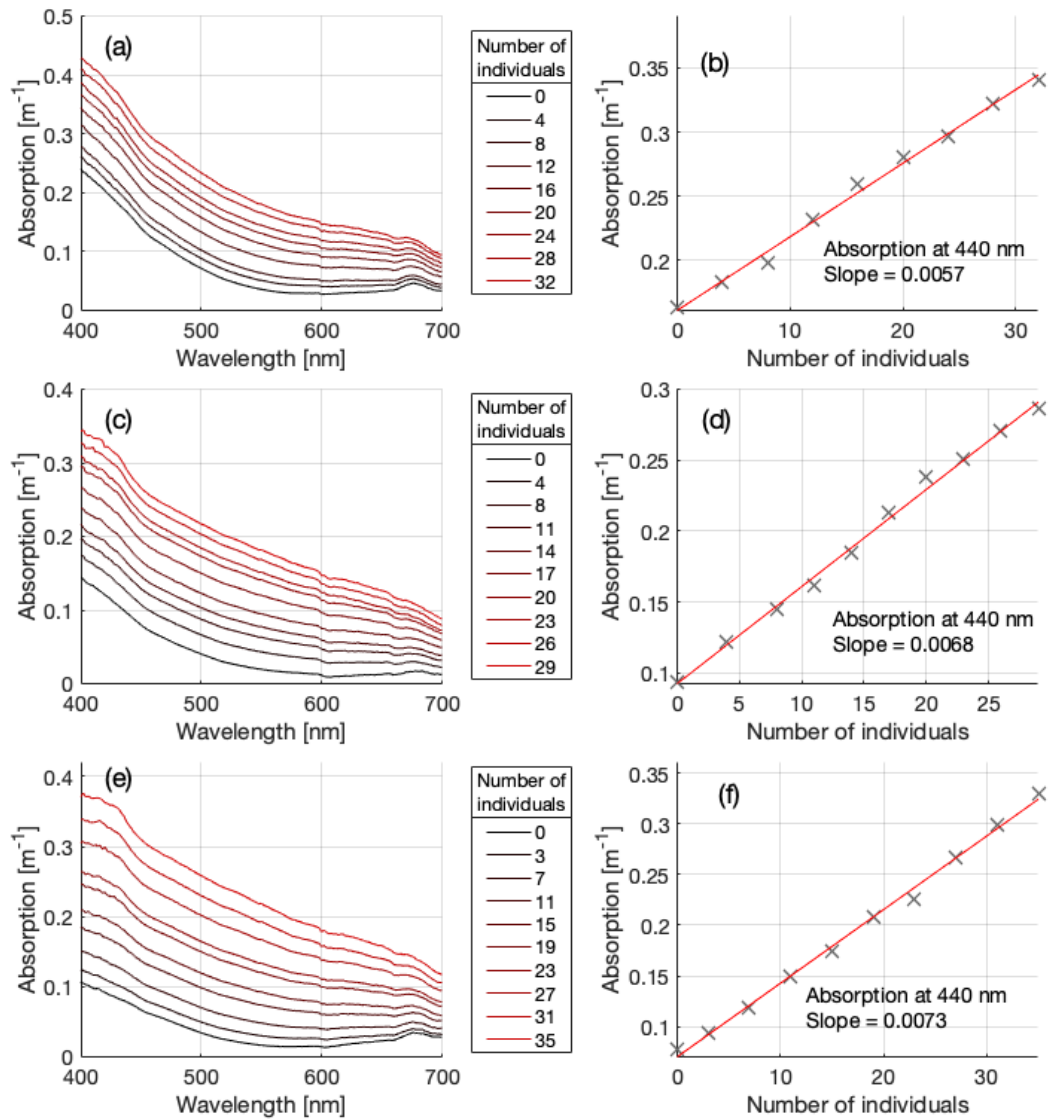 (a)
0.5
0.4
0.3
0.2
0.1
0
Absorption [m⁻¹]
400 500 600 700
Wavelength [nm]
Number of
individuals
0
4
8
12
16
20
24
28
32
(b)
0.35
0.3
0.25
0.2
Absorption [m⁻¹]
Absorption at 440 nm
Slope = 0.0057
0 10 20 30
Number of individuals
(c)
0.4
0.3
0.2
0.1
0
Absorption [m⁻¹]
400 500 600 700
Wavelength [nm]
Number of
individuals
0
4
8
11
14
17
20
23
26
29
(d)
0.3
0.25
0.2
0.15
0.1
Absorption [m⁻¹]
Absorption at 440 nm
Slope = 0.0068
0 5 10 15 20 25
Number of individuals
(e)
0.4
0.3
0.2
0.1
0
Absorption [m⁻¹]
400 500 600 700
Wavelength [nm]
Number of
individuals
0
3
7
11
15
19
23
27
31
35
(f)
0.35
0.3
0.25
0.2
0.15
0.1
Absorption [m⁻¹]
Absorption at 440 nm
Slope = 0.0073
0 10 20 30
Number of individuals